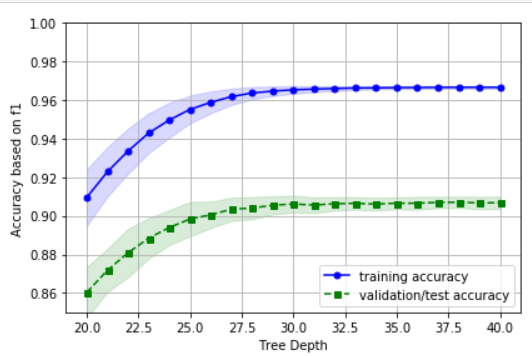 1.00
0.98
0.96
0.94
0.92
0.90
0.88
0.86
Accuracy based on f1
training accuracy
validation/test accuracy
20.0 22.5 25.0 27.5 30.0 32.5 35.0 37.5 40.0
Tree Depth